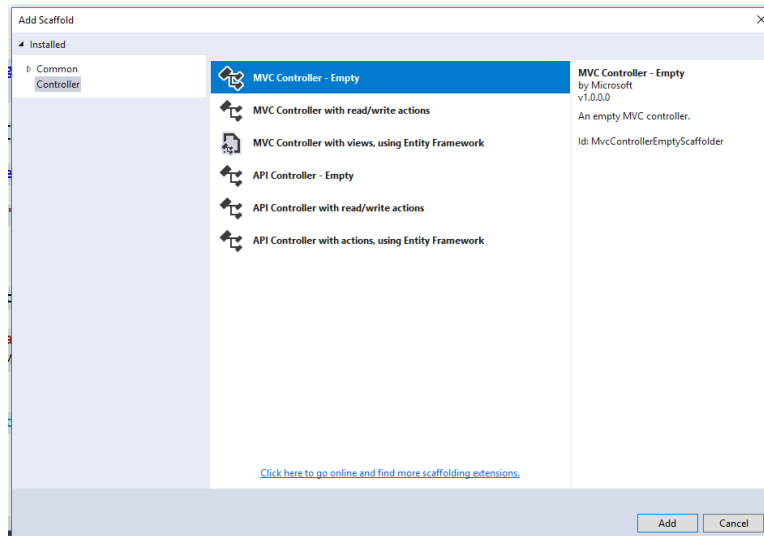 Add Scaffold
Installed
Common
Controller
MVC Controller - Empty
MVC Controller with read/write actions
MVC Controller with views, using Entity Framework
API Controller - Empty
API Controller with read/write actions
API Controller with actions, using Entity Framework
Click here to go online and find more scaffolding extensions.
MVC Controller - Empty
by Microsoft
v1.0.0.0
An empty MVC controller.
Id: MvcControllerEmptyScaffolder
Add
Cancel